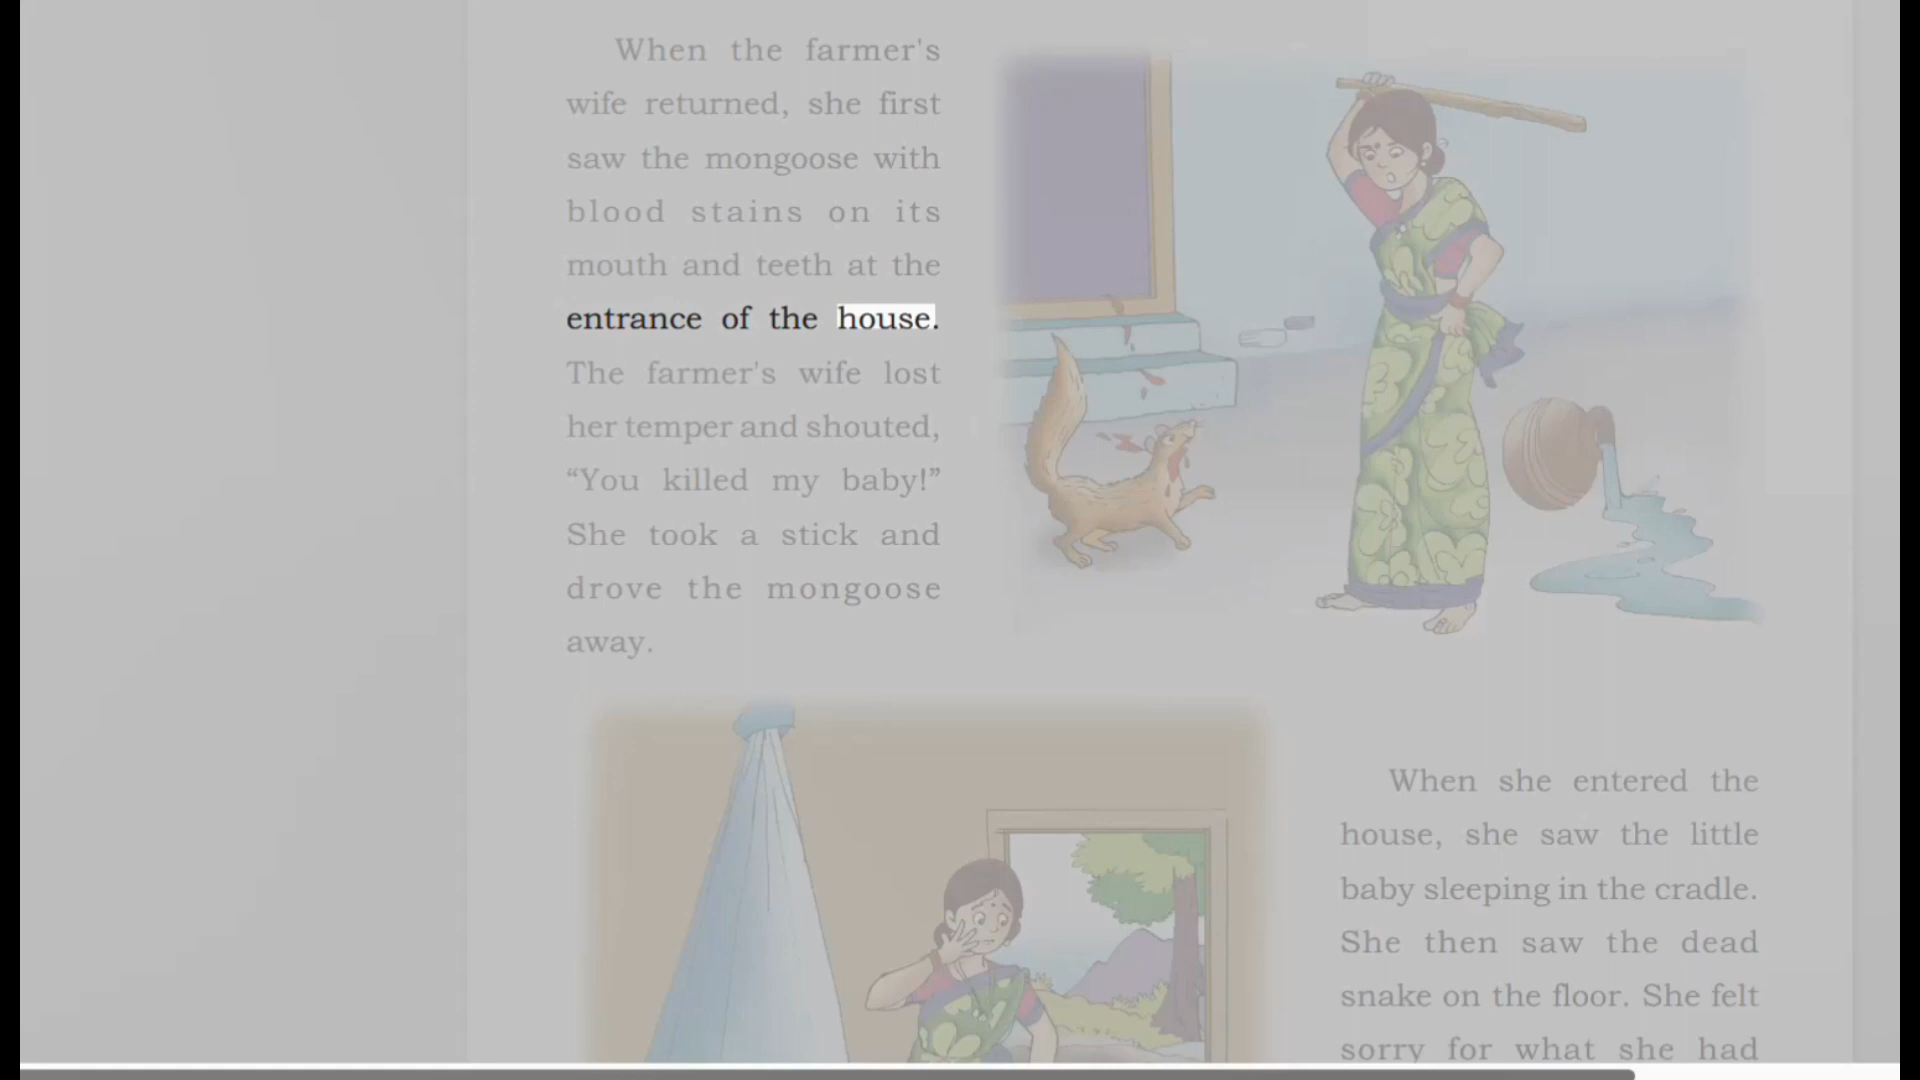 When the farmer's
wife returned, she first
saw the mongoose with
blood stains on its
mouth and teeth at the
entrance of the house.
The farmer's wife lost
her temper and shouted,
“You killed my baby!”
She took a stick and
drove the mongoose
away.
When she entered the
house, she saw the little
baby sleeping in the cradle.
She then saw the dead
snake on the floor. She felt
sorry for what she had